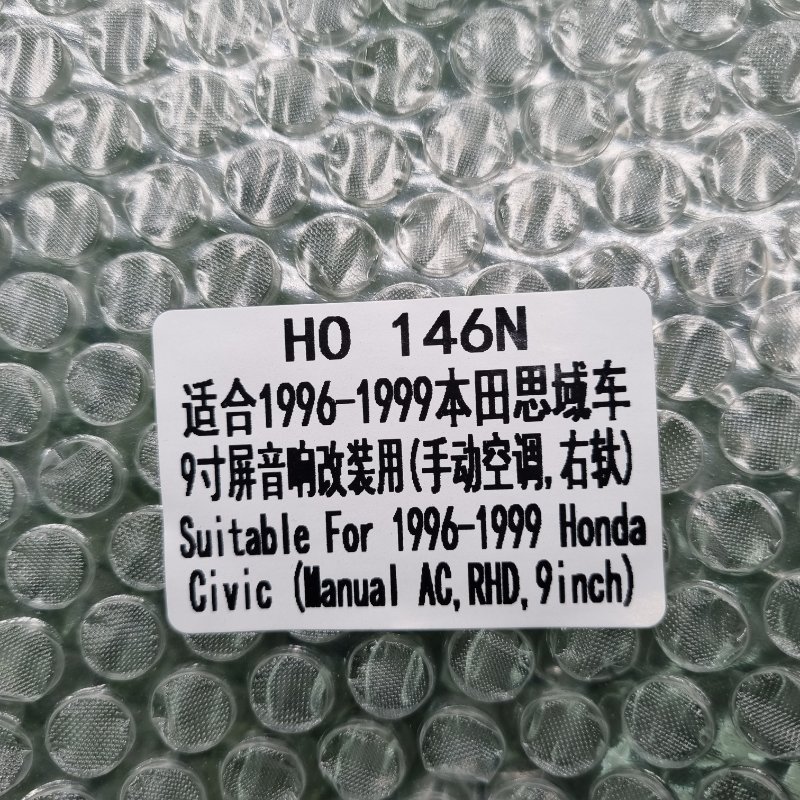 HO 146N
适合1996-1999本田思域车
9寸屏音响改装用(手动空调,右轨)
Suitable For 1996-1999 Honda
Civic (Manual AC,RHD,9inch)